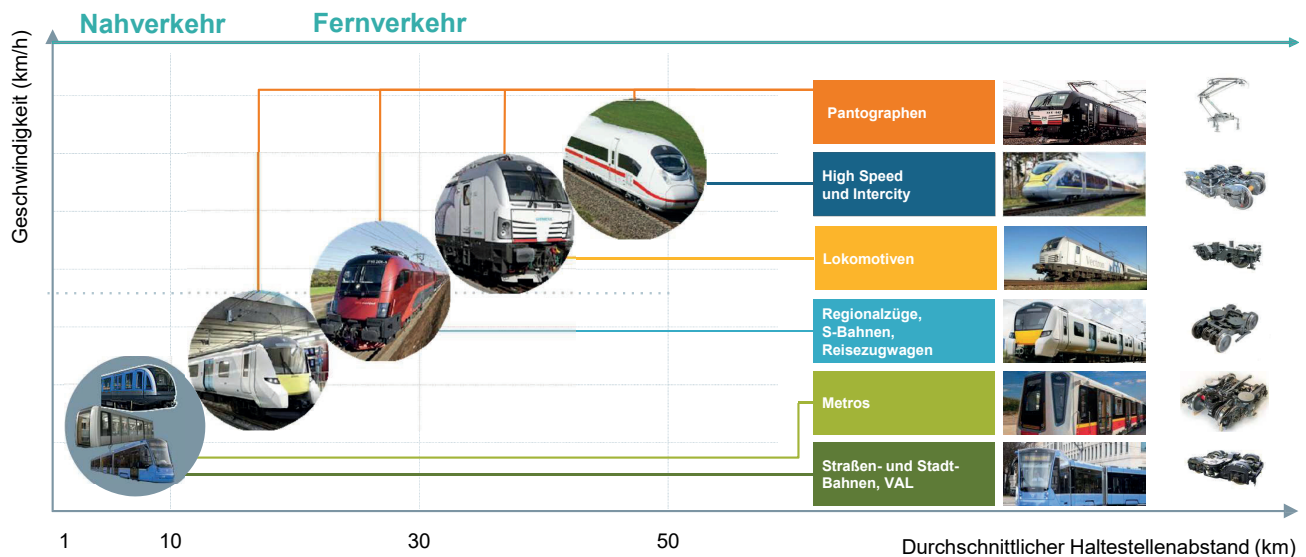 Nahverkehr
Fernverkehr
Geschwindigkeit (km/h)
Pantographen
High Speed
und Intercity
Lokomotiven
Regionalzüge,
S-Bahnen,
Reisezugwagen
Metros
Straßen- und Stadt-
Bahnen, VAL
1
10
30
50
Durchschnittlicher Haltestellenabstand (km)